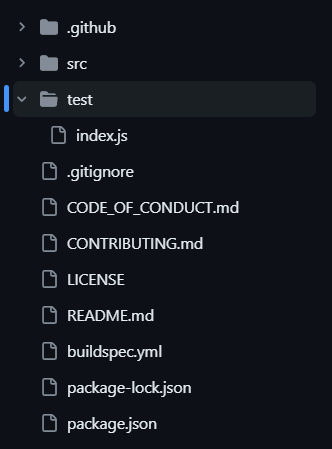 .github
src
test
index.js
.gitignore
CODE_OF_CONDUCT.md
CONTRIBUTING.md
LICENSE
README.md
buildspec.yml
package-lock.json
package.json